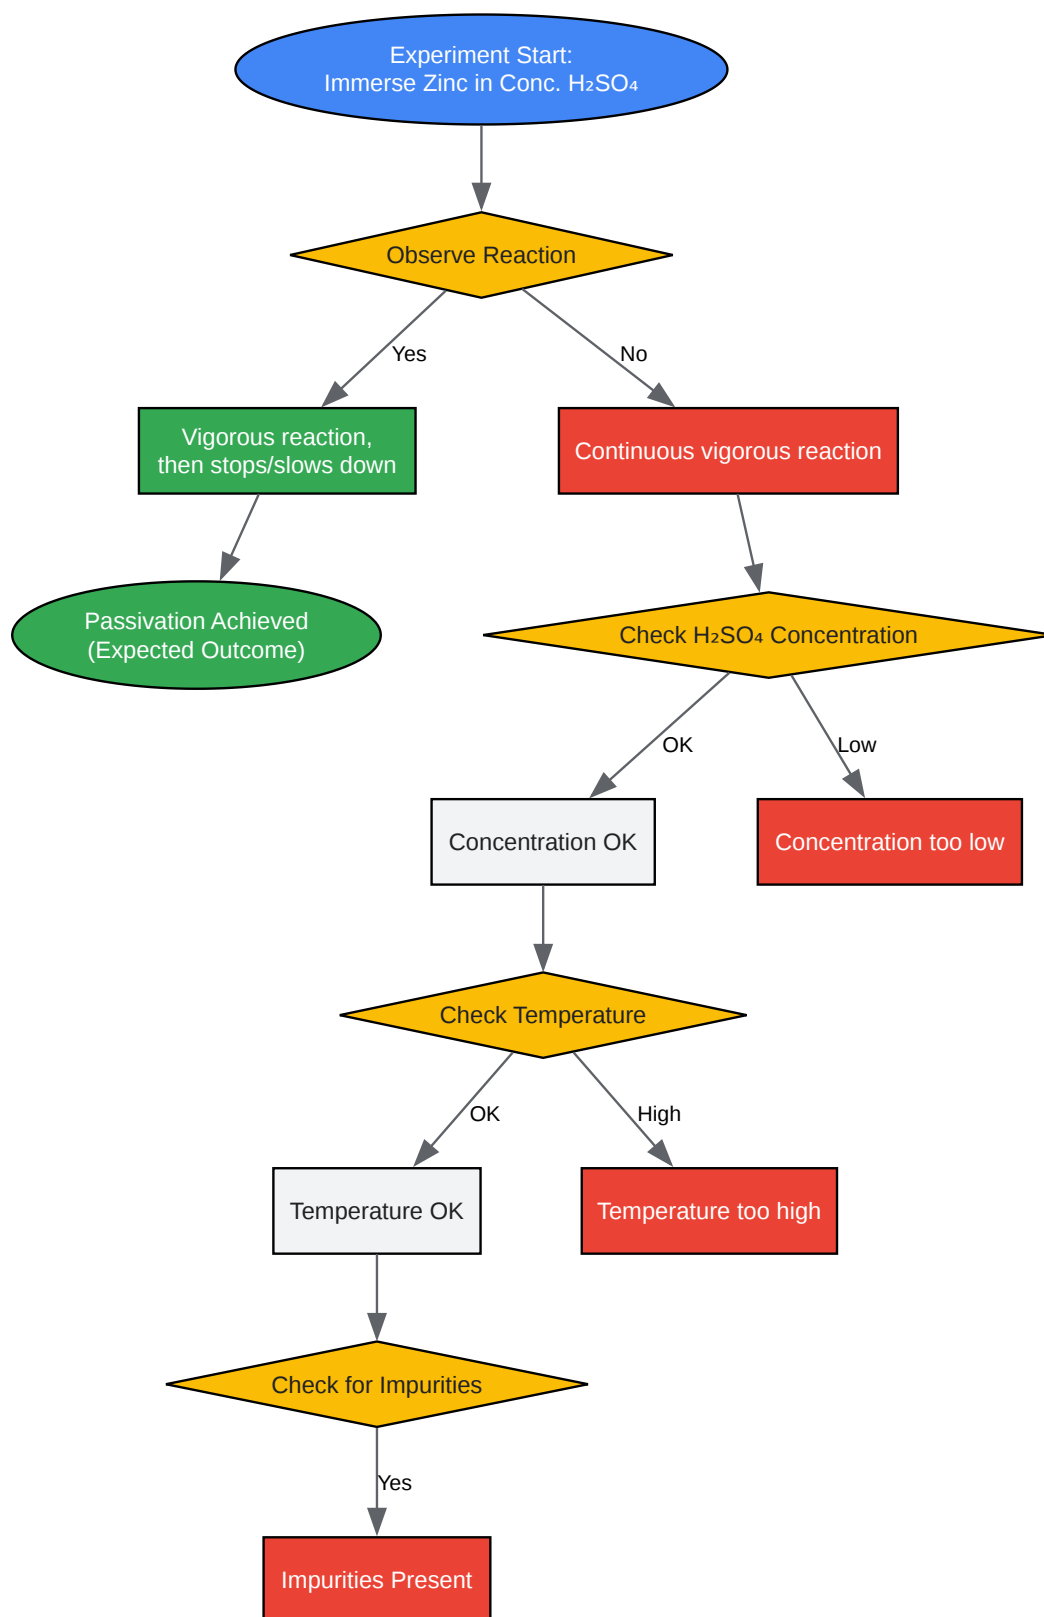 Experiment Start:
Immerse Zinc in Conc. H₂SO₄
Observe Reaction
Yes
No
Vigorous reaction,
then stops/slows down
Continuous vigorous reaction
Passivation Achieved
(Expected Outcome)
Check H₂SO₄ Concentration
OK
Low
Concentration OK
Concentration too low
Check Temperature
OK
High
Temperature OK
Temperature too high
Check for Impurities
Yes
Impurities Present